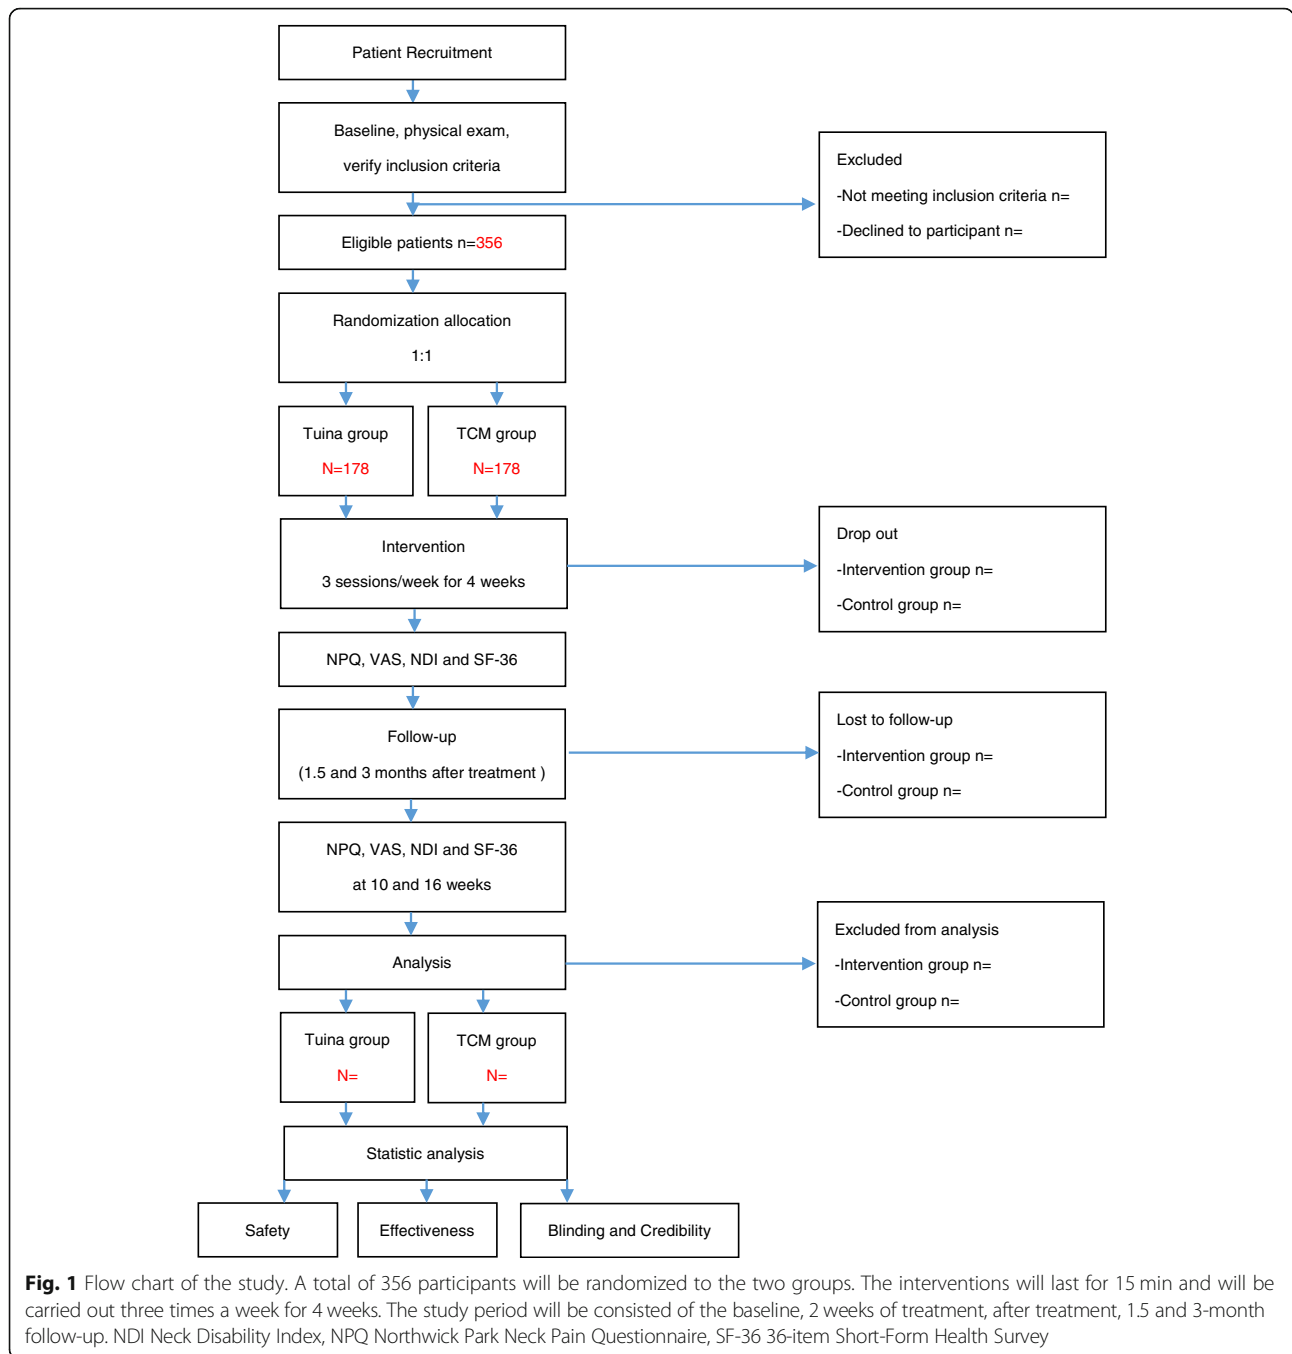 Patient Recruitment
Baseline, physical exam,
verify inclusion criteria
Excluded
-Not meeting inclusion criteria n=
-Declined to participant n=
Eligible patients n=356
Randomization allocation
1:1
Tuina group
N=178
TCM group
N=178
Intervention
3 sessions/week for 4 weeks
Drop out
-Intervention group n=
-Control group n=
NPQ, VAS, NDI and SF-36
Follow-up
(1.5 and 3 months after treatment )
Lost to follow-up
-Intervention group n=
-Control group n=
NPQ, VAS, NDI and SF-36
at 10 and 16 weeks
Analysis
Excluded from analysis
-Intervention group n=
-Control group n=
Tuina group
N=
TCM group
N=
Statistic analysis
Safety
Effectiveness
Blinding and Credibility
Fig. 1 Flow chart of the study. A total of 356 participants will be randomized to the two groups. The interventions will last for 15 min and will be
carried out three times a week for 4 weeks. The study period will be consisted of the baseline, 2 weeks of treatment, after treatment, 1.5 and 3-month
follow-up. NDI Neck Disability Index, NPQ Northwick Park Neck Pain Questionnaire, SF-36 36-item Short-Form Health Survey